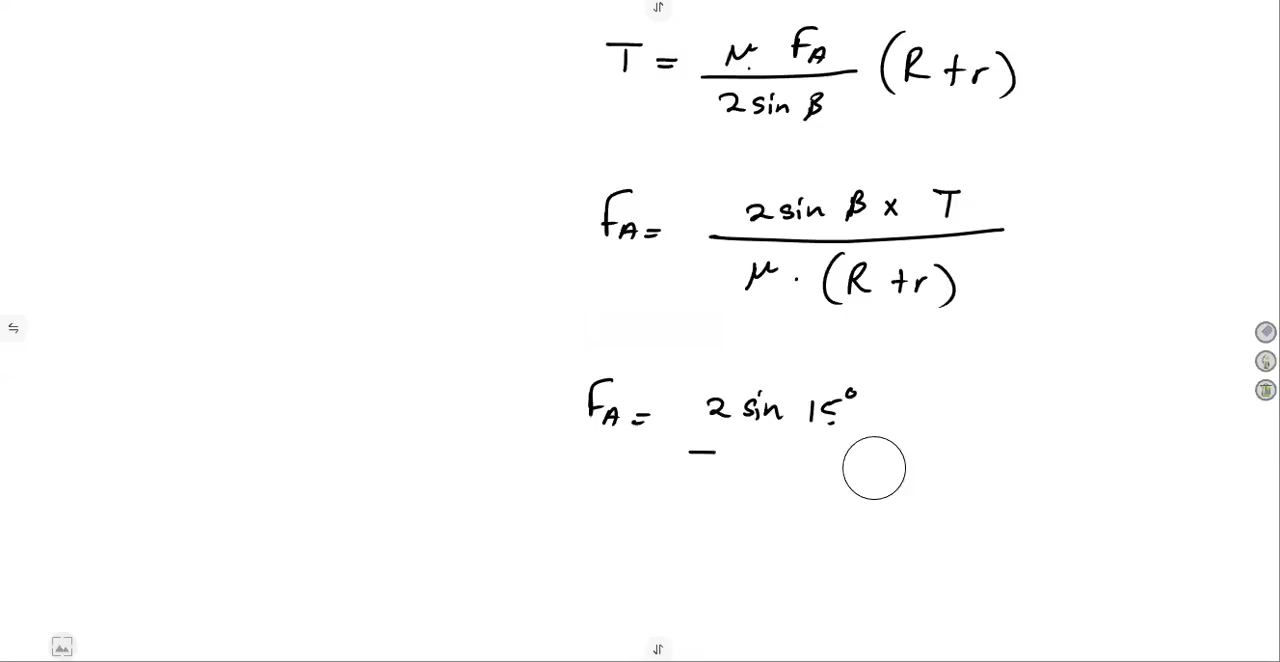 T = μ F_A / 2 sin β (R + r)
F_A = 2 sin β × T / μ . (R + r)
F_A = 2 sin 15°